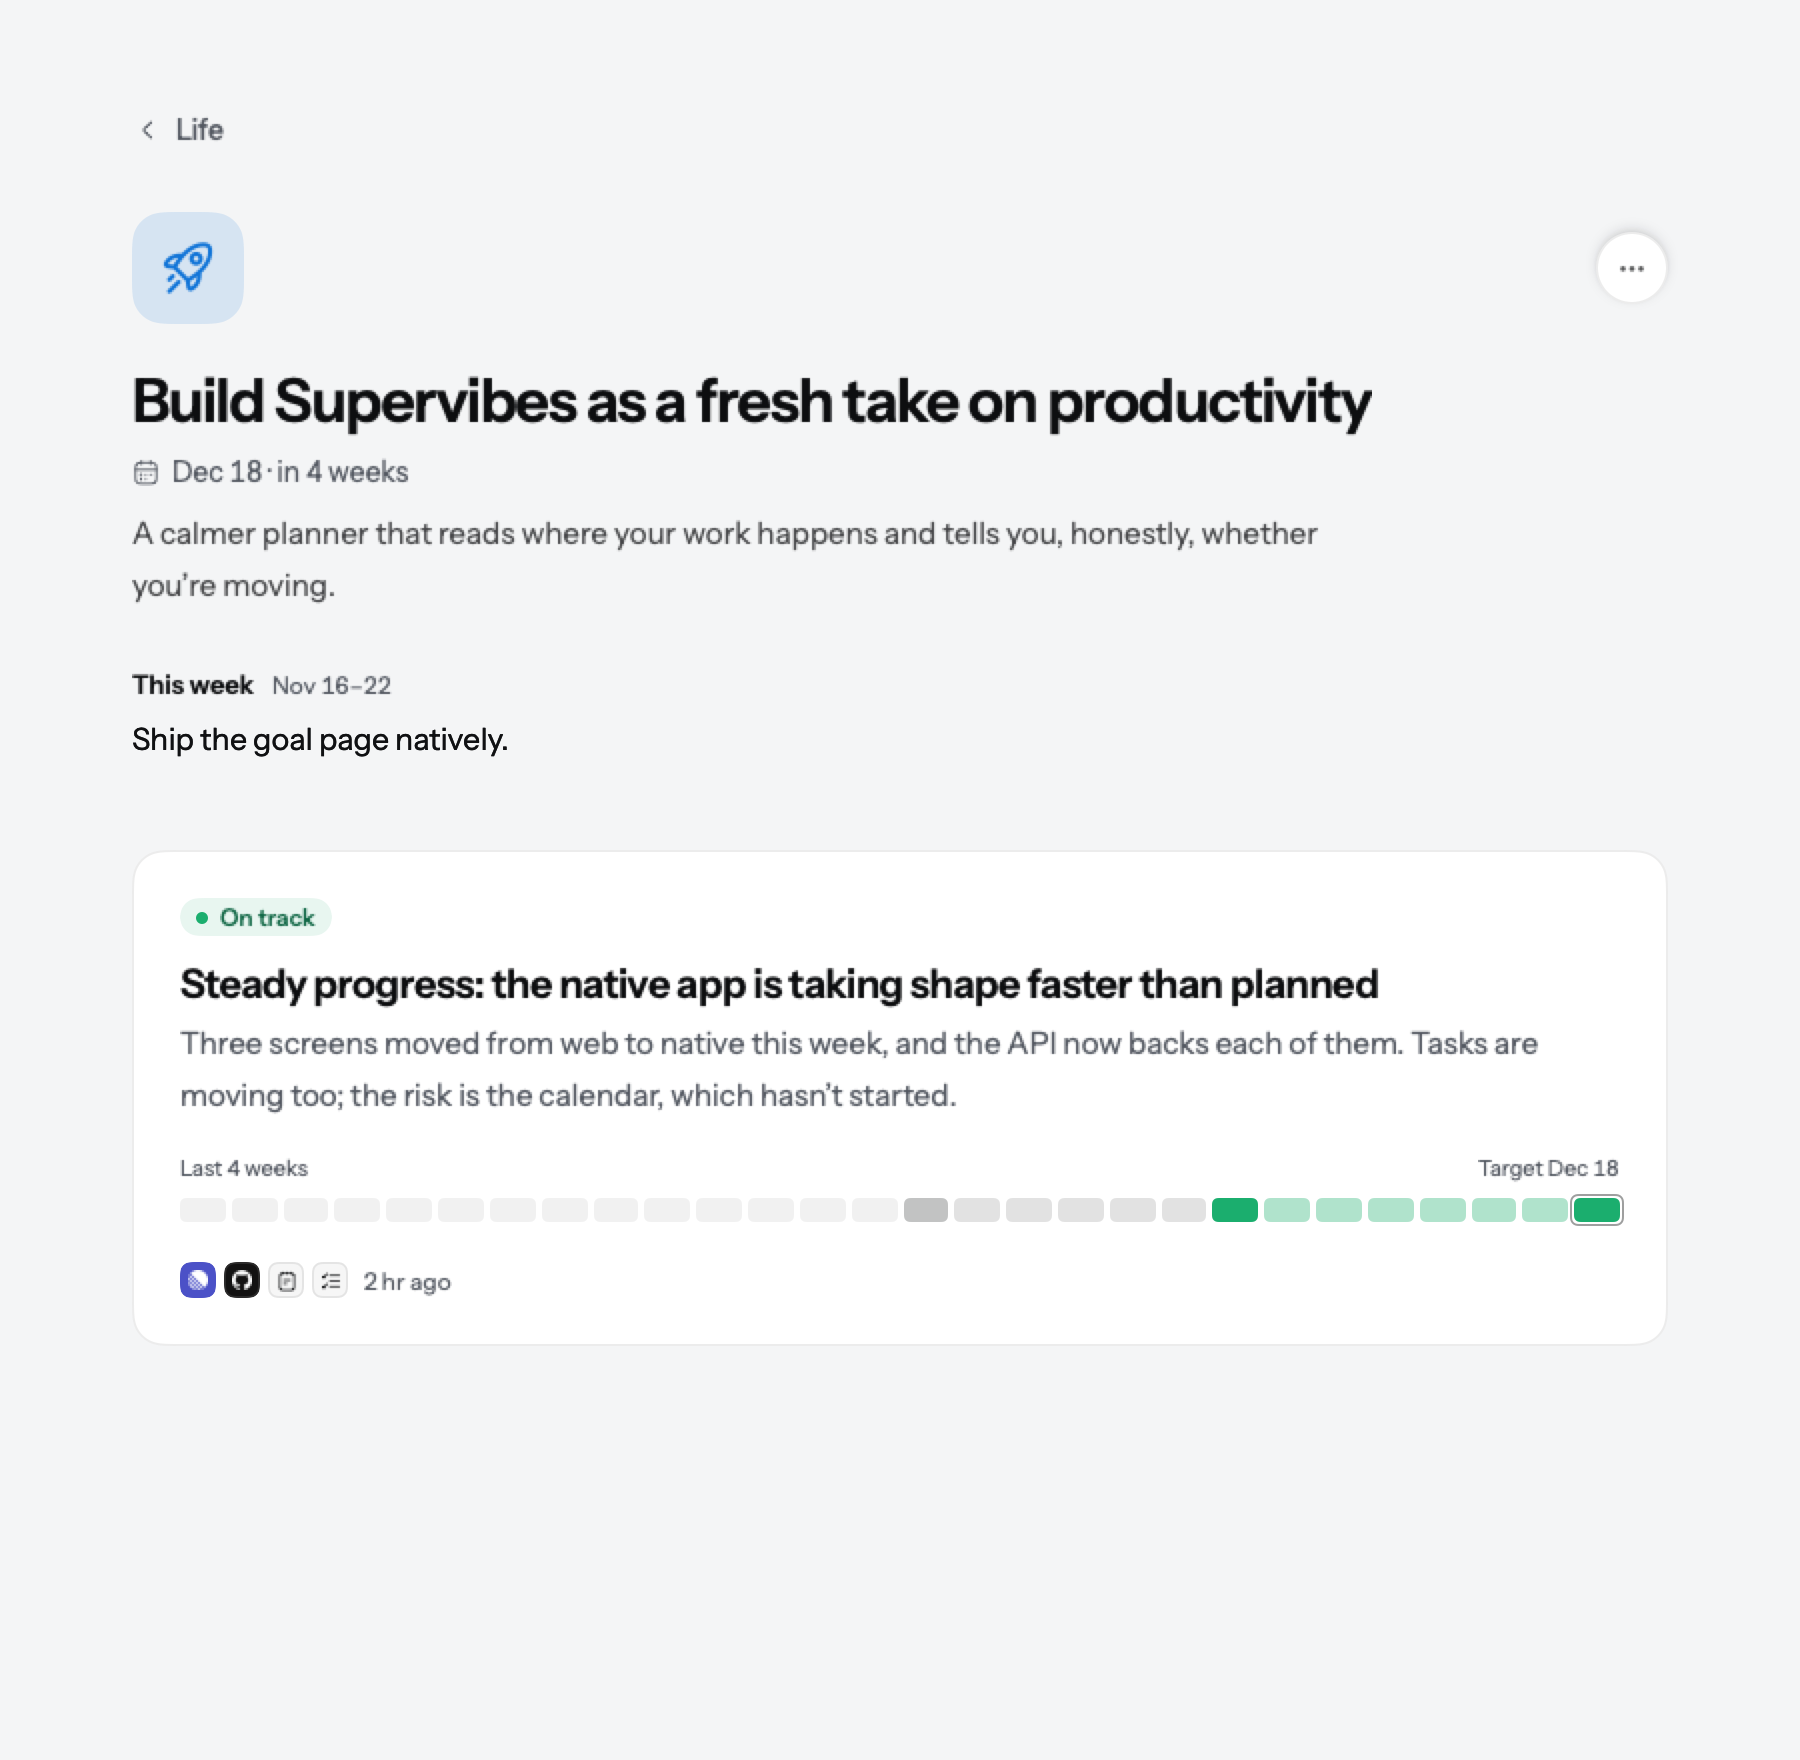 Life
Build Supervibes as a fresh take on productivity
Dec 18 · in 4 weeks
A calmer planner that reads where your work happens and tells you, honestly, whether
you’re moving.
This week Nov 16–22
Ship the goal page natively.
On track
Steady progress: the native app is taking shape faster than planned
Three screens moved from web to native this week, and the API now backs each of them. Tasks are
moving too; the risk is the calendar, which hasn’t started.
Last 4 weeks Target Dec 18
2 hr ago